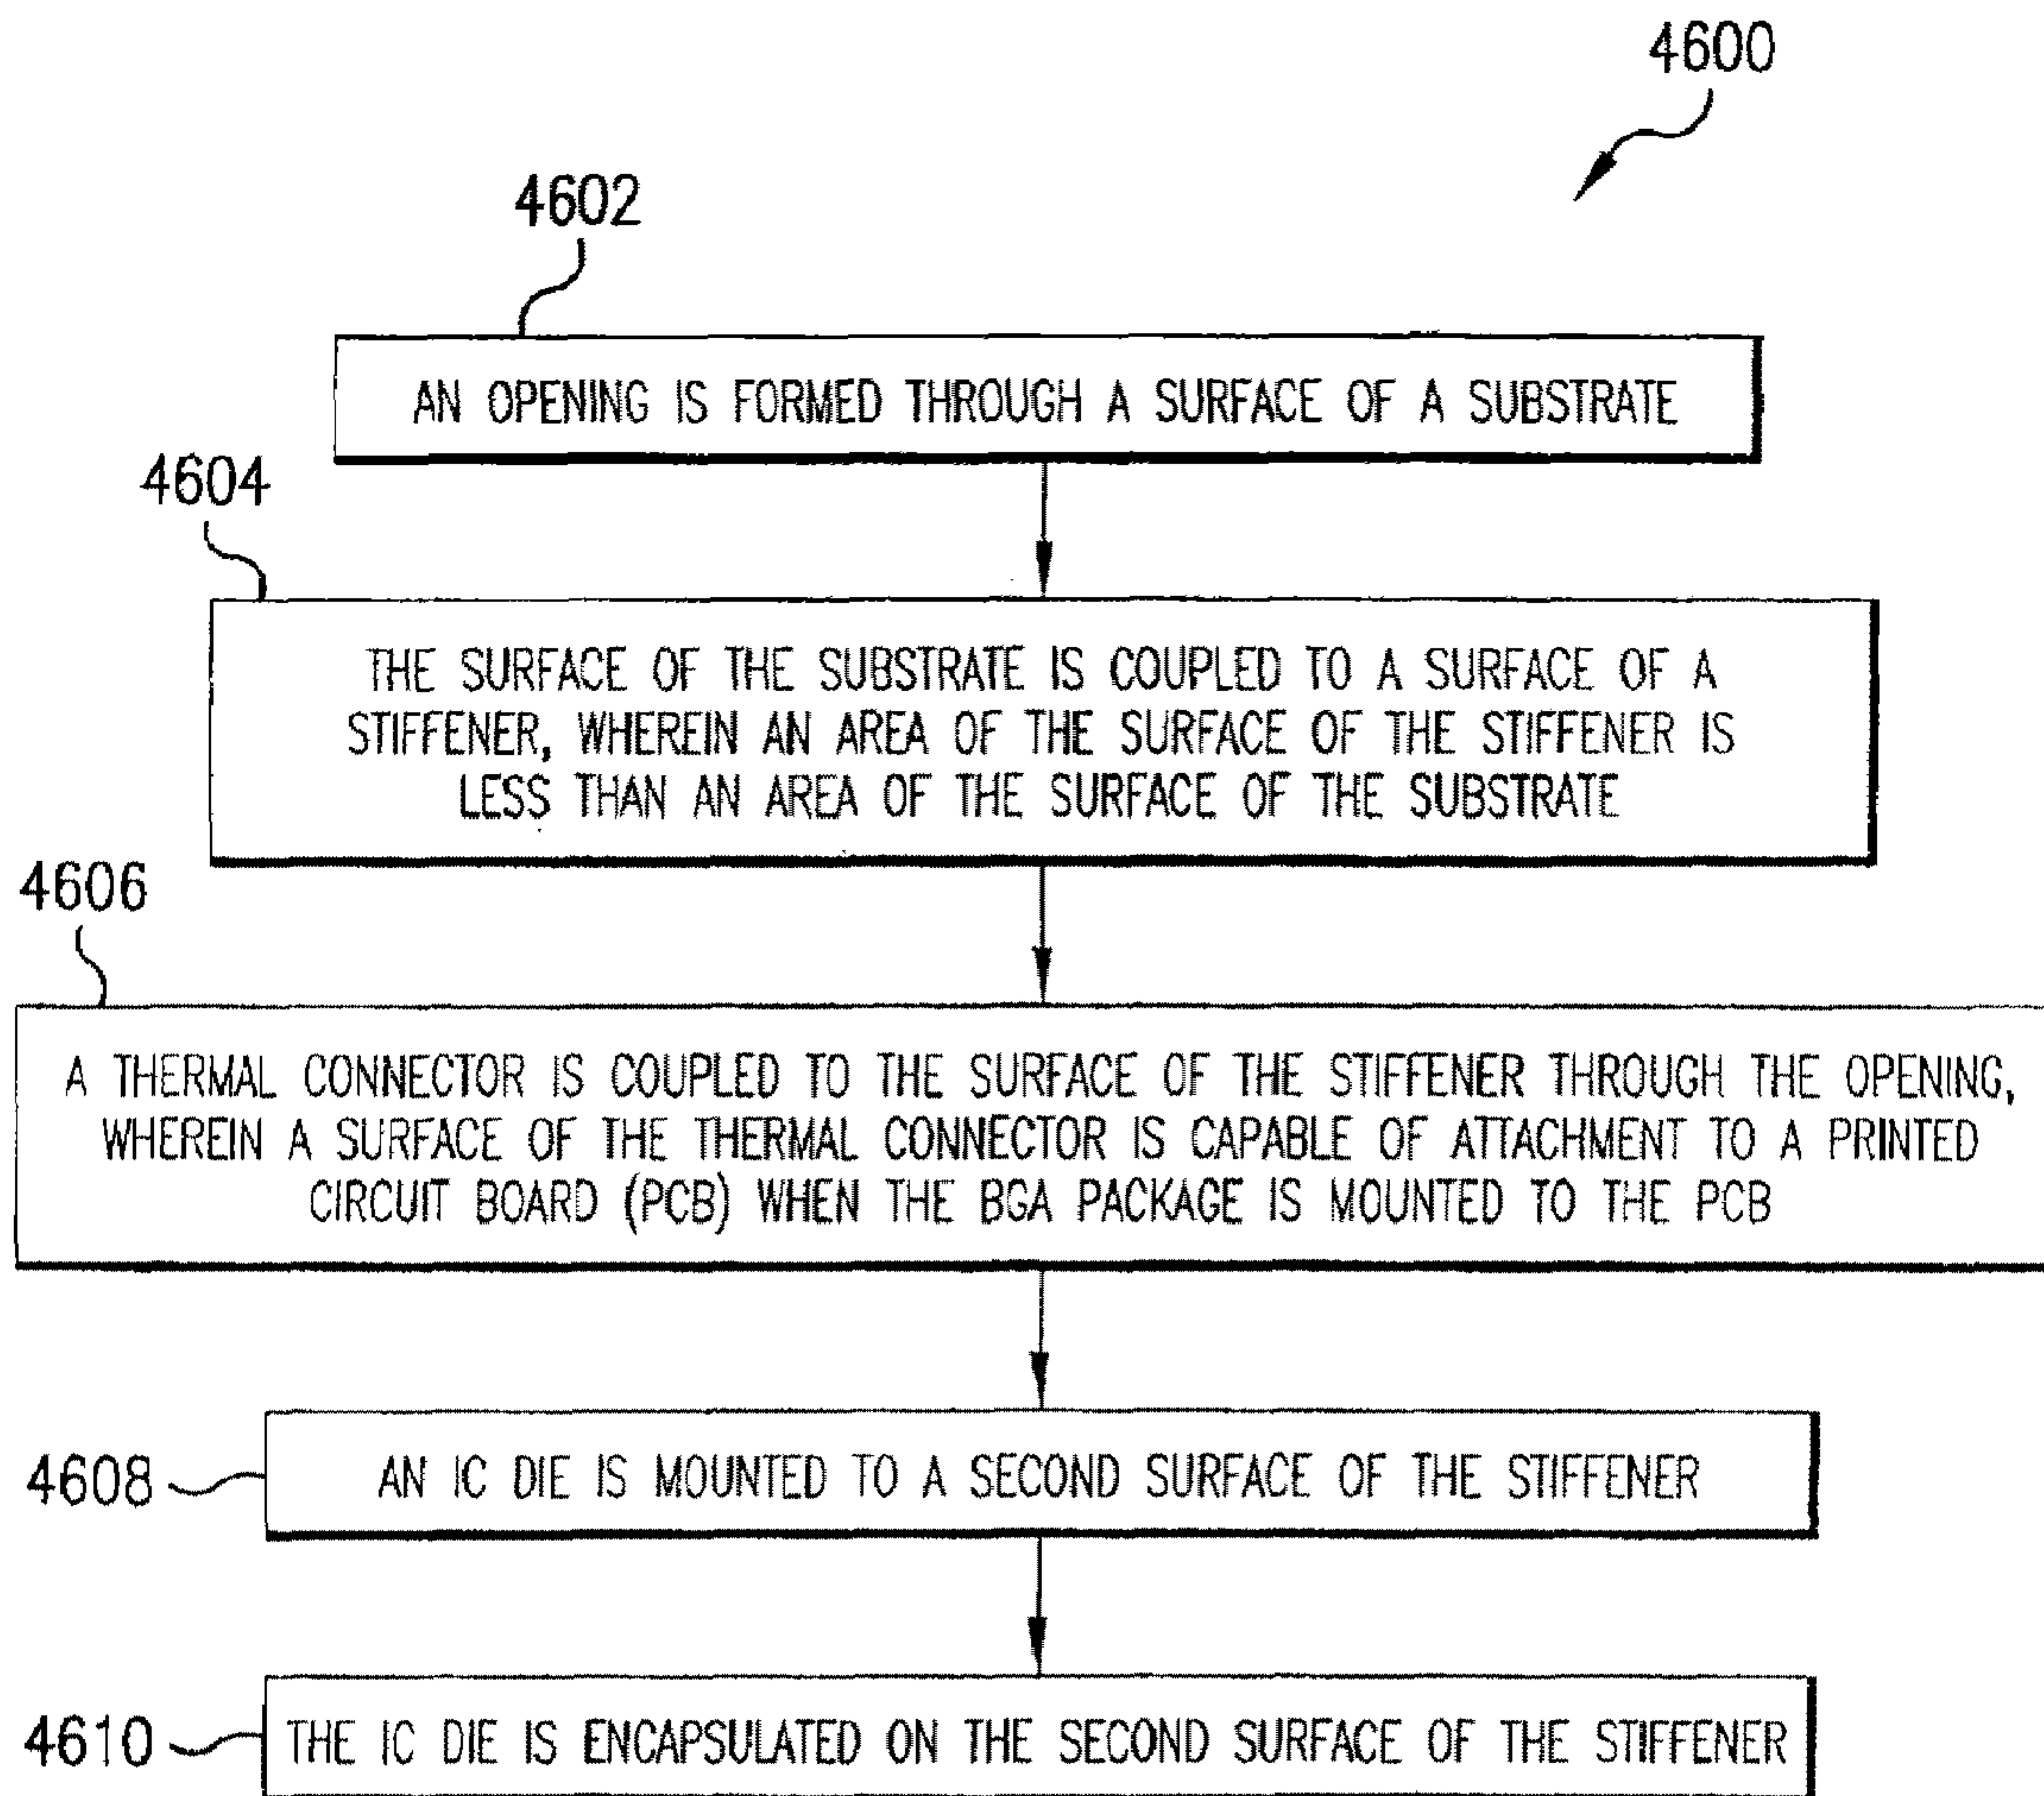 4600
4602
AN OPENING IS FORMED THROUGH A SURFACE OF A SUBSTRATE
4604
THE SURFACE OF THE SUBSTRATE IS COUPLED TO A SURFACE OF A
STIFFENER, WHEREIN AN AREA OF THE SURFACE OF THE STIFFENER IS
LESS THAN AN AREA OF THE SURFACE OF THE SUBSTRATE
4606
A THERMAL CONNECTOR IS COUPLED TO THE SURFACE OF THE STIFFENER THROUGH THE OPENING,
WHEREIN A SURFACE OF THE THERMAL CONNECTOR IS CAPABLE OF ATTACHMENT TO A PRINTED
CIRCUIT BOARD (PCB) WHEN THE BGA PACKAGE IS MOUNTED TO THE PCB
4608
AN IC DIE IS MOUNTED TO A SECOND SURFACE OF THE STIFFENER
4610
THE IC DIE IS ENCAPSULATED ON THE SECOND SURFACE OF THE STIFFENER